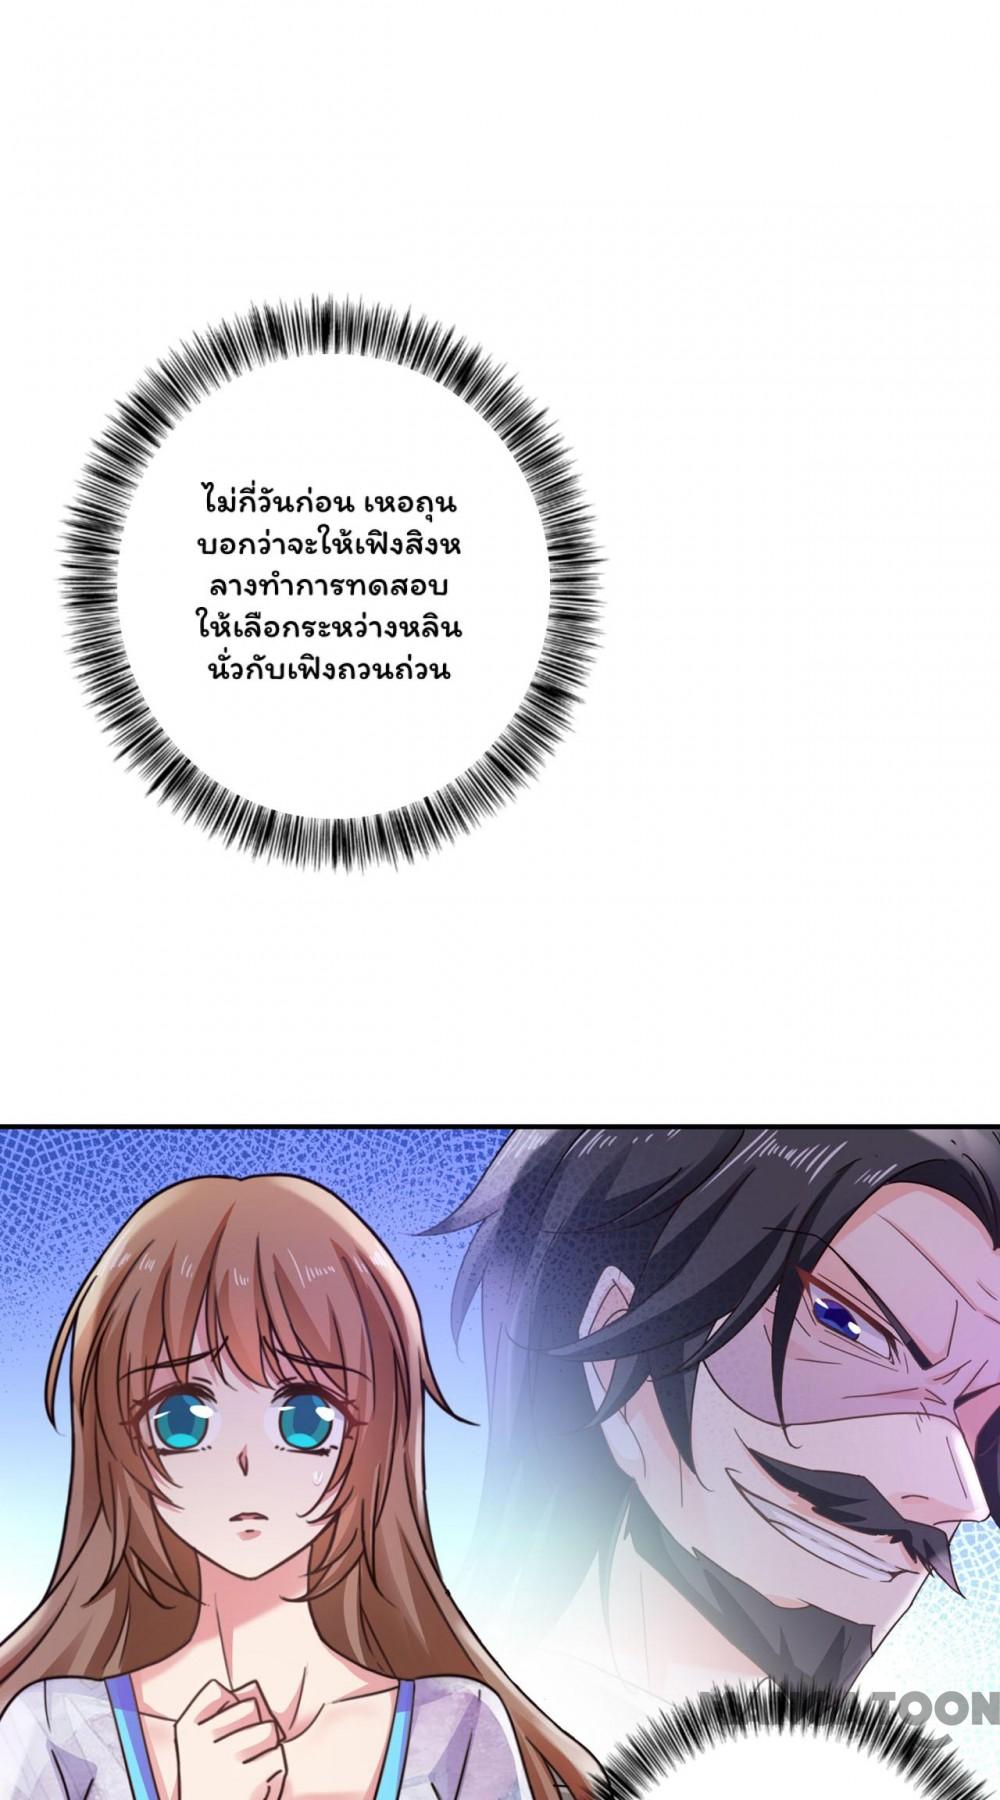 ไม่กี่วันก่อน เหอถุน
บอกว่าจะให้เฟิงสิงห
ลางทำการทดสอบ
ให้เลือกระหว่างหลิน
นั่วกับเฟิงถวนถ่วน